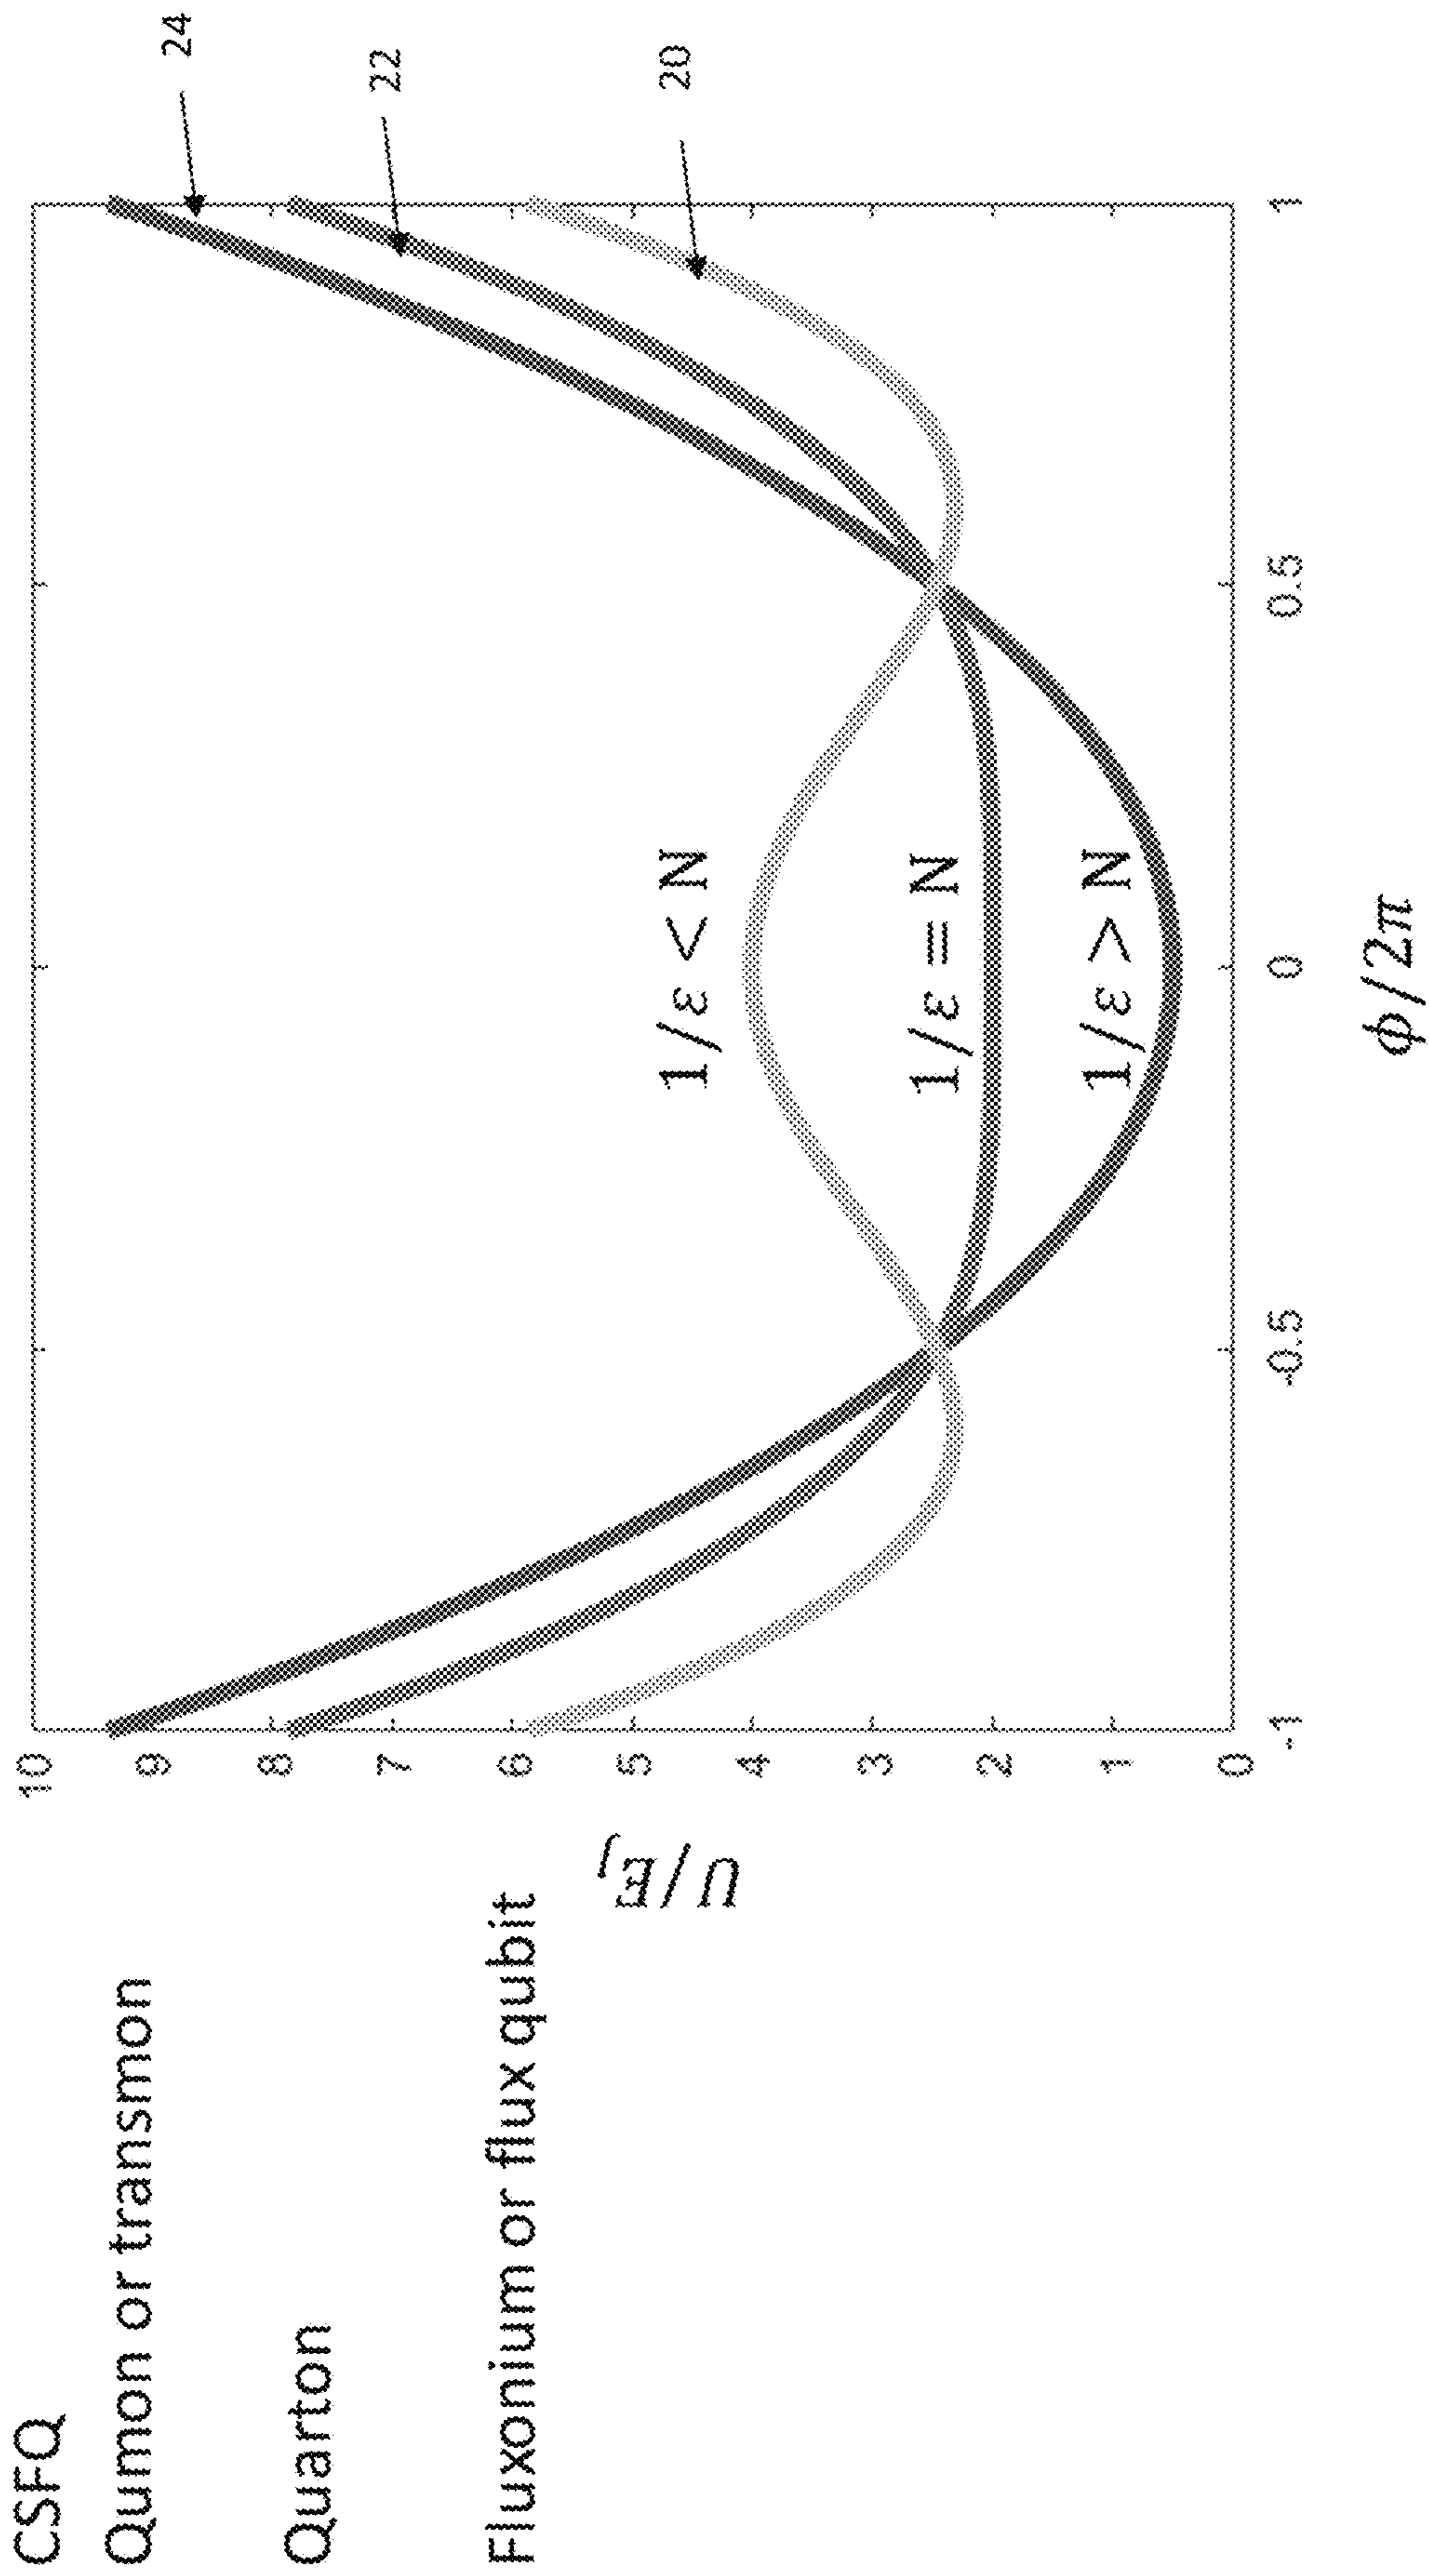 CSFQ
Qumon or transmon
Quarton
Fluxonium or flux qubit
U/E_J
10
9
8
7
6
5
4
3
2
1
0
-1
-0.5
0
0.5
1
ϕ/2π
1/ε < N
1/ε = N
1/ε > N
24
22
20